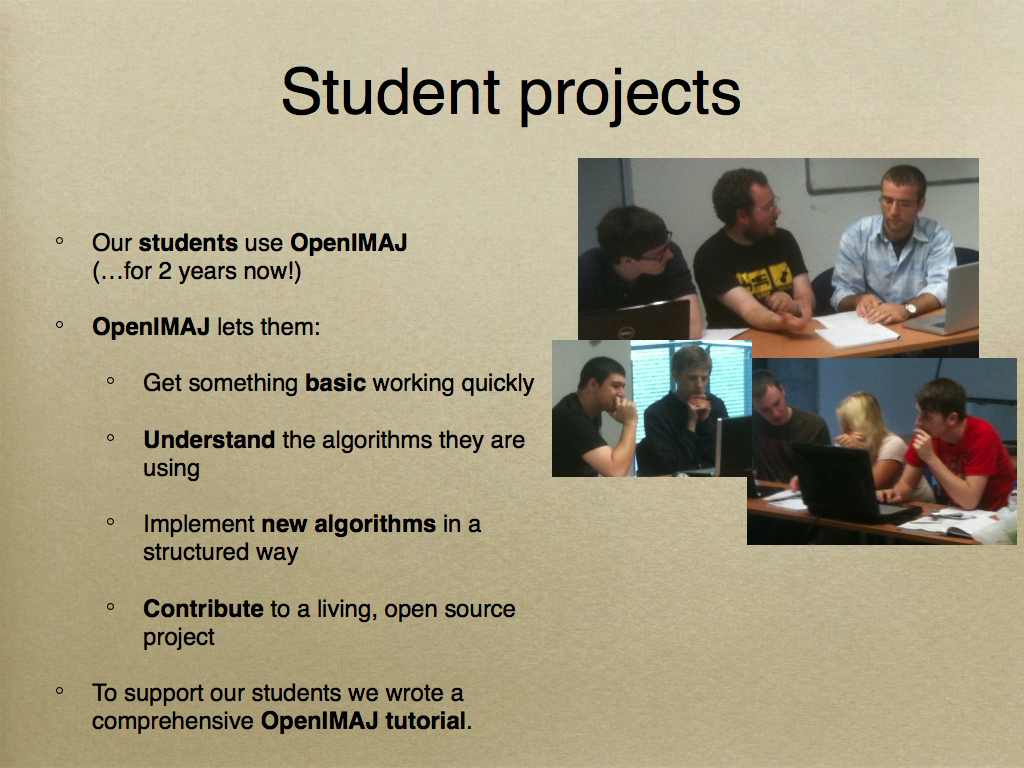 Student projects
Our students use OpenIMAJ
(…for 2 years now!)
OpenIMAJ lets them:
Get something basic working quickly
Understand the algorithms they are
using
Implement new algorithms in a
structured way
Contribute to a living, open source
project
To support our students we wrote a
comprehensive OpenIMAJ tutorial.